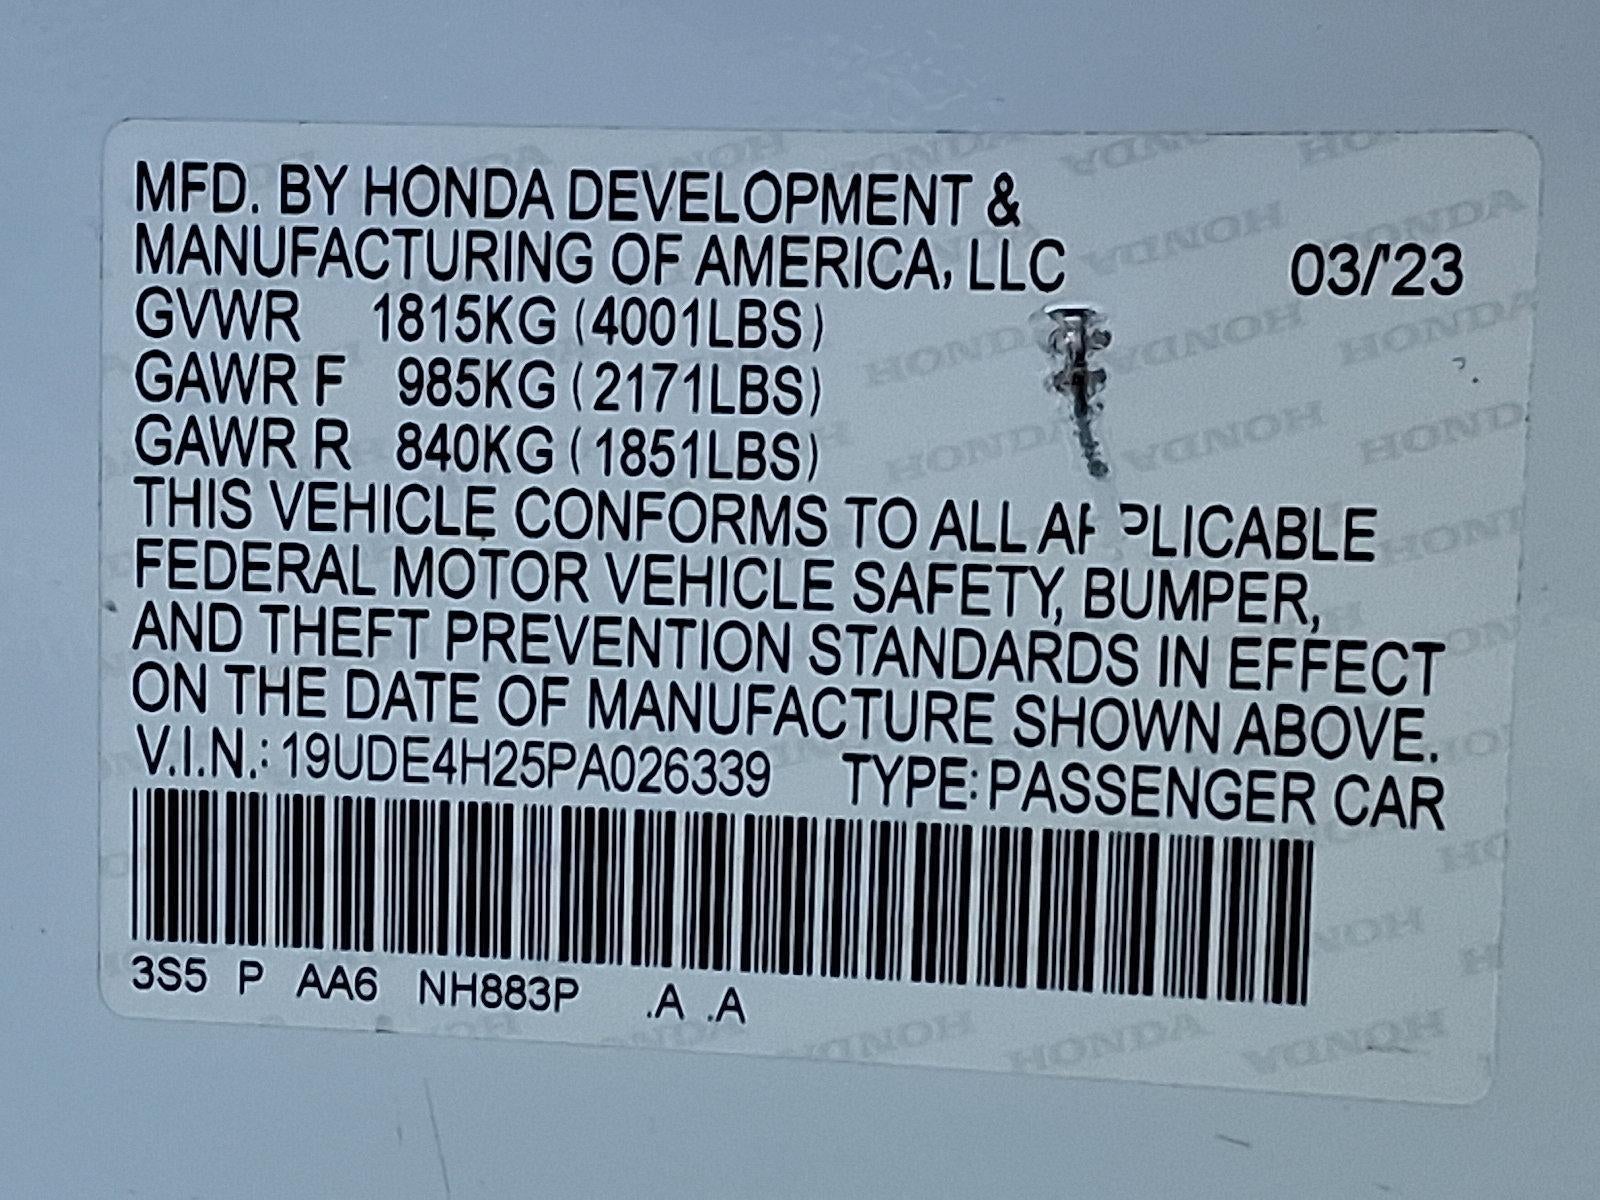 MFD. BY HONDA DEVELOPMENT &
MANUFACTURING OF AMERICA, LLC 03/'23
GVWR 1815KG (4001LBS)
GAWR F 985KG (2171LBS)
GAWR R 840KG (1851LBS)
THIS VEHICLE CONFORMS TO ALL APPLICABLE
FEDERAL MOTOR VEHICLE SAFETY, BUMPER,
AND THEFT PREVENTION STANDARDS IN EFFECT
ON THE DATE OF MANUFACTURE SHOWN ABOVE.
V.I.N.: 19UDE4H25PA026339 TYPE: PASSENGER CAR
3S5 P AA6 NH883P .A .A